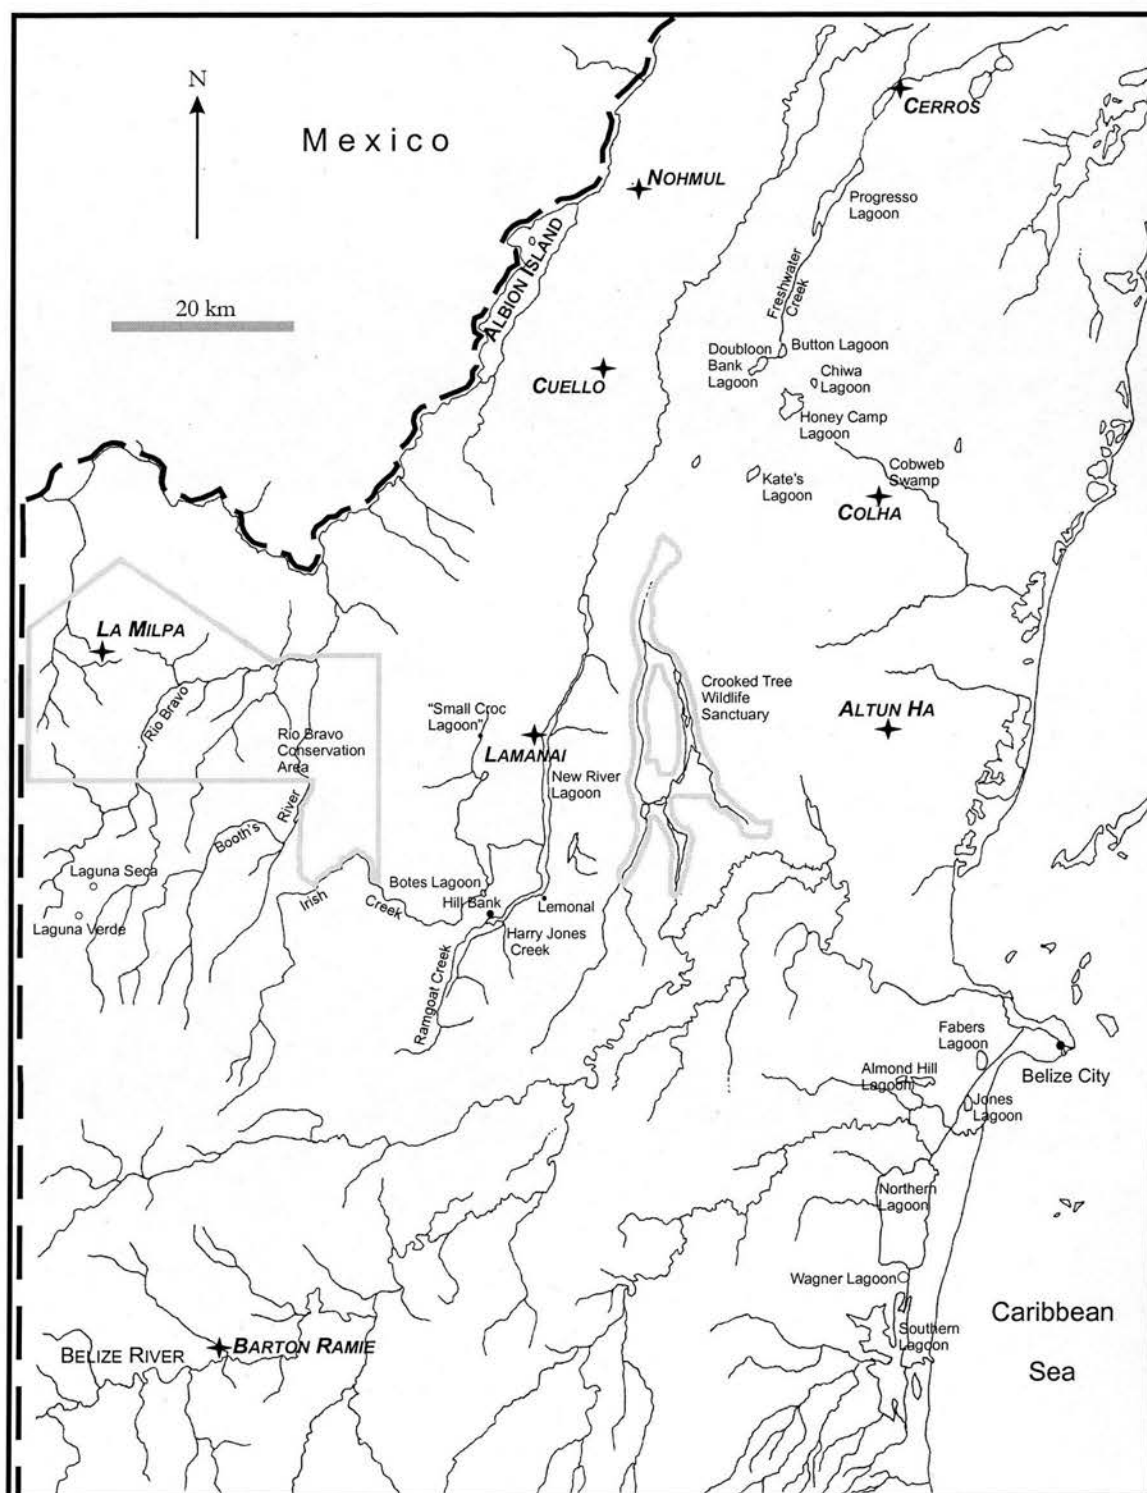 N
Mexico
CERROS
NOHMUL
Progresso
Lagoon
ALBION ISLAND
Freshwater
Creek
20 km
Doubloon
Bank
Lagoon
Button Lagoon
Chiwa
Lagoon
CUELLO
Honey Camp
Lagoon
Cobweb
Swamp
Kate's
Lagoon
COLHA
LA MILPA
Rio Bravo
Rio Bravo
Conservation
Area
"Small Croc
Lagoon"
LAMANAI
New River
Lagoon
Crooked Tree
Wildlife
Sanctuary
ALTUN HA
Booth's
River
Laguna Seca
Laguna Verde
Irish
Creek
Botes Lagoon
Hill Bank
Lemonal
Harry Jones
Creek
Ramgoat Creek
Fabers
Lagoon
Belize City
Almond Hill
Lagoon
Jones
Lagoon
Northern
Lagoon
Wagner Lagoon
Southern
Lagoon
Caribbean
Sea
BELIZE RIVER
BARTON RAMIE